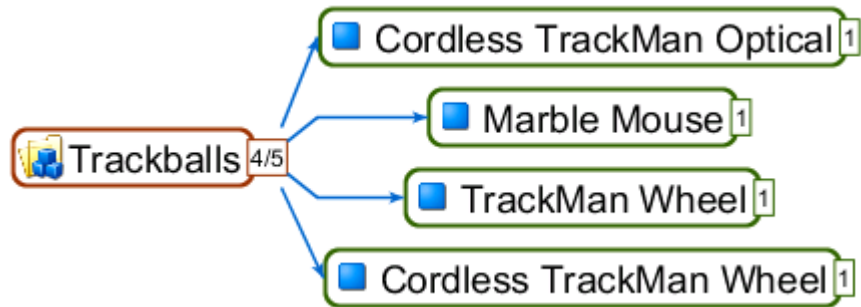 Cordless TrackMan Optical 1
Marble Mouse 1
Trackballs 4/5
TrackMan Wheel 1
Cordless TrackMan Wheel 1